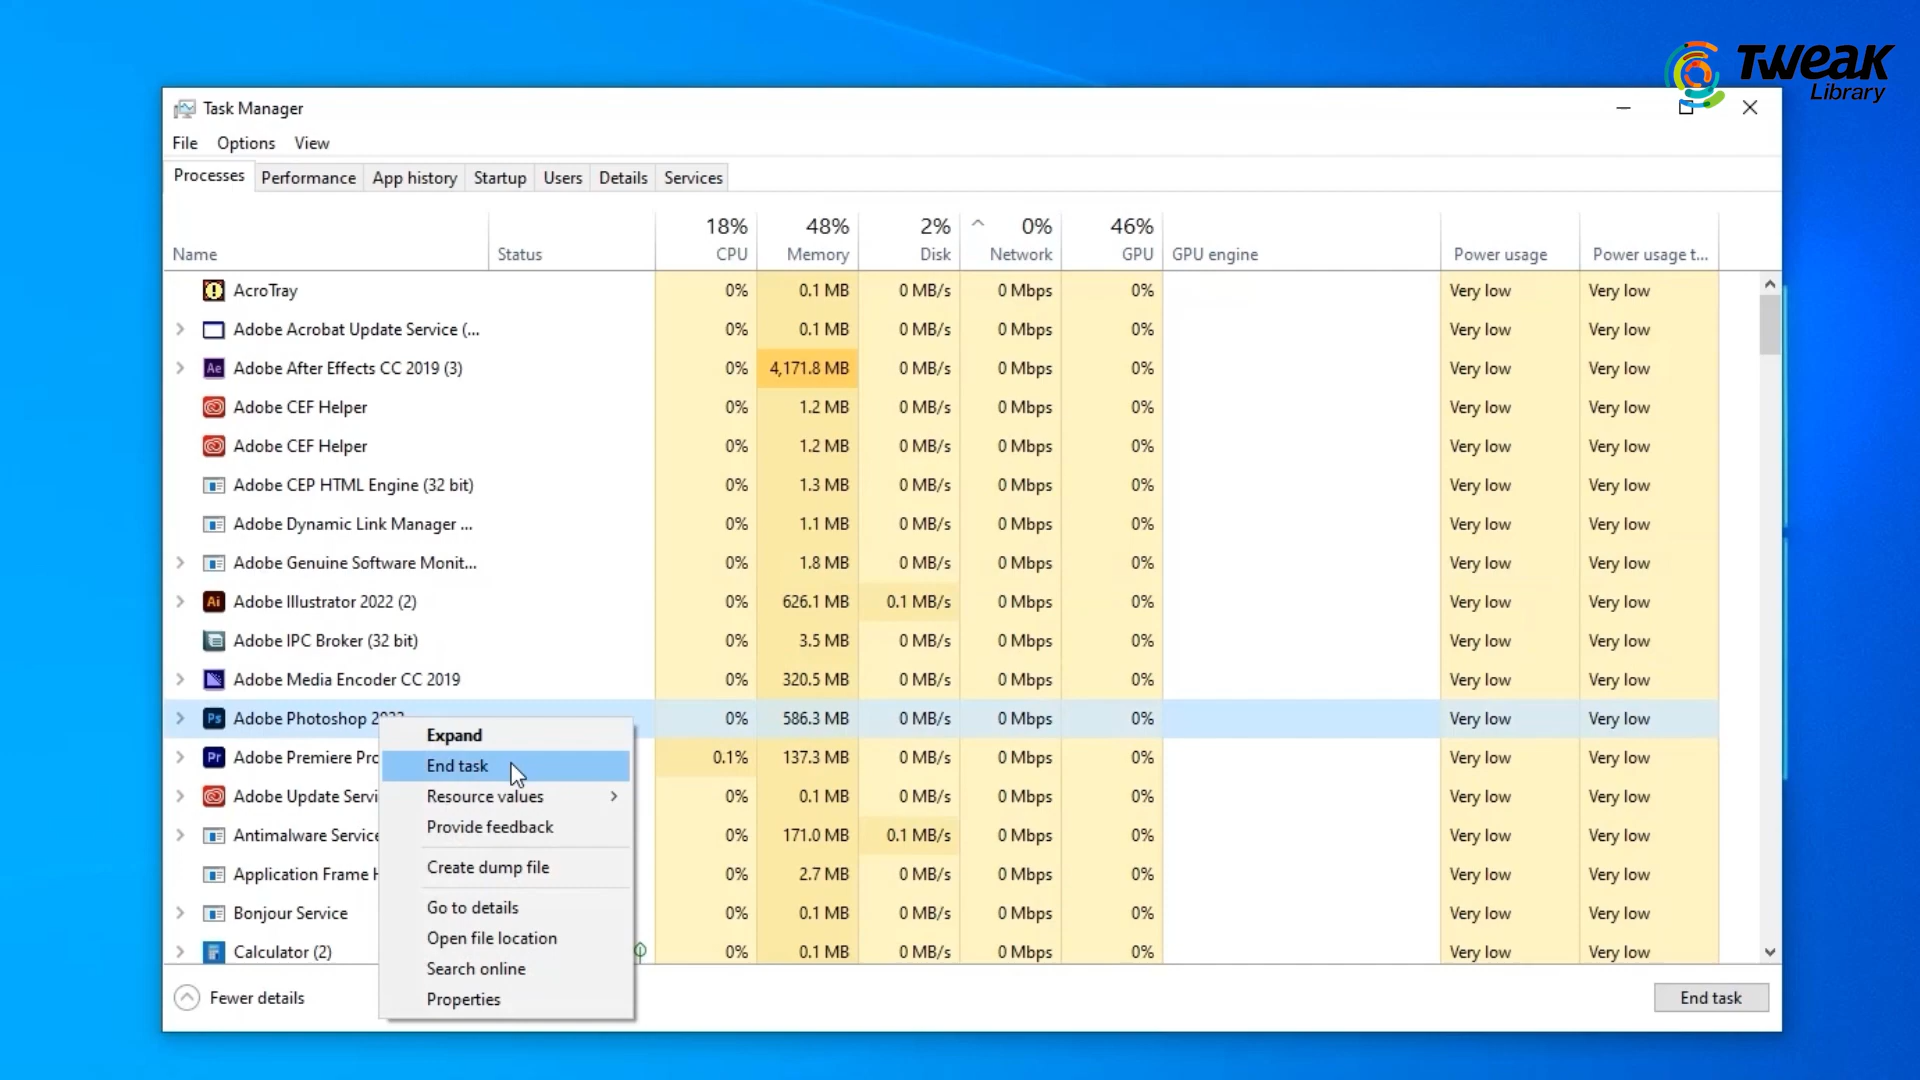 TWEAK
Library
Task Manager
File Options View
Processes Performance App history Startup Users Details Services
18% 48% 2% 0% 46%
Name Status CPU Memory Disk Network GPU GPU engine Power usage Power usage t...
AcroTray 0% 0.1 MB 0 MB/s 0 Mbps 0% Very low Very low
Adobe Acrobat Update Service (... 0% 0.1 MB 0 MB/s 0 Mbps 0% Very low Very low
Ae Adobe After Effects CC 2019 (3) 0% 4,171.8 MB 0 MB/s 0 Mbps 0% Very low Very low
Adobe CEF Helper 0% 1.2 MB 0 MB/s 0 Mbps 0% Very low Very low
Adobe CEF Helper 0% 1.2 MB 0 MB/s 0 Mbps 0% Very low Very low
Adobe CEP HTML Engine (32 bit) 0% 1.3 MB 0 MB/s 0 Mbps 0% Very low Very low
Adobe Dynamic Link Manager ... 0% 1.1 MB 0 MB/s 0 Mbps 0% Very low Very low
Adobe Genuine Software Monit... 0% 1.8 MB 0 MB/s 0 Mbps 0% Very low Very low
Ai Adobe Illustrator 2022 (2) 0% 626.1 MB 0.1 MB/s 0 Mbps 0% Very low Very low
Adobe IPC Broker (32 bit) 0% 3.5 MB 0 MB/s 0 Mbps 0% Very low Very low
Adobe Media Encoder CC 2019 0% 320.5 MB 0 MB/s 0 Mbps 0% Very low Very low
Ps Adobe Photoshop 0% 586.3 MB 0 MB/s 0 Mbps 0% Very low Very low
Pr Adobe Premiere Pro 0.1% 137.3 MB 0 MB/s 0 Mbps 0% Very low Very low
Adobe Update Servi 0% 0.1 MB 0 MB/s 0 Mbps 0% Very low Very low
Antimalware Service 0% 171.0 MB 0.1 MB/s 0 Mbps 0% Very low Very low
Application Frame 0% 2.7 MB 0 MB/s 0 Mbps 0% Very low Very low
Bonjour Service 0% 0.1 MB 0 MB/s 0 Mbps 0% Very low Very low
Calculator (2) 0% 0.1 MB 0 MB/s 0 Mbps 0% Very low Very low
Expand
End task
Resource values
Provide feedback
Create dump file
Go to details
Open file location
Search online
Properties
Fewer details
End task